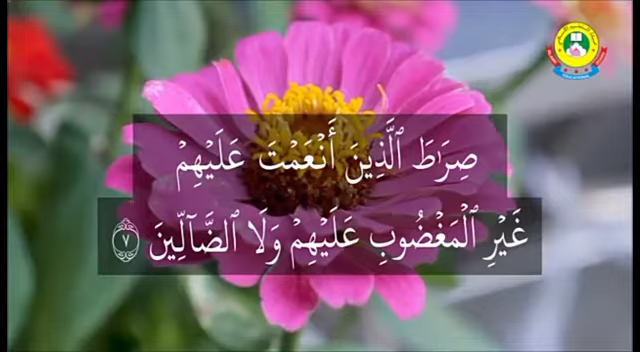 صِرَٰطَ ٱلَّذِينَ أَنۡعَمۡتَ عَلَيۡهِمۡ
غَيۡرِ ٱلۡمَغۡضُوبِ عَلَيۡهِمۡ وَلَا ٱلضَّآلِّينَ ٧